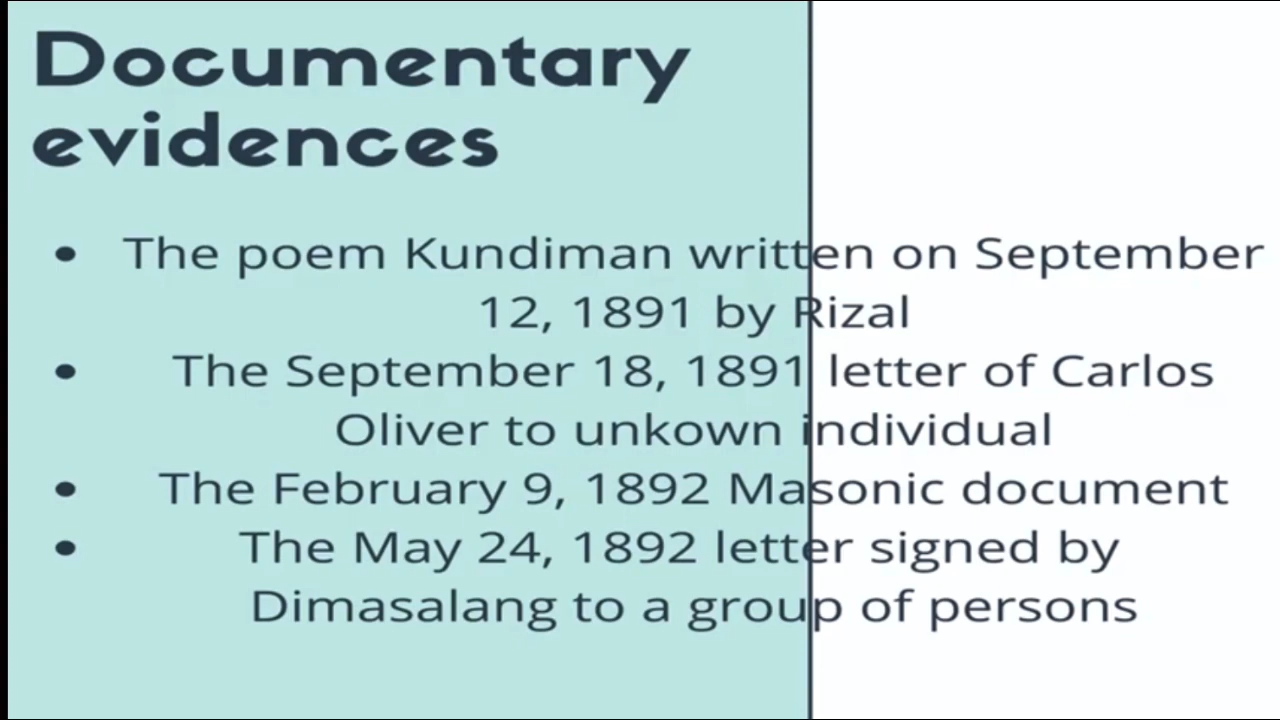 Documentary
evidences
• The poem Kundiman written on September
12, 1891 by Rizal
• The September 18, 1891 letter of Carlos
Oliver to unkown individual
• The February 9, 1892 Masonic document
• The May 24, 1892 letter signed by
Dimasalang to a group of persons